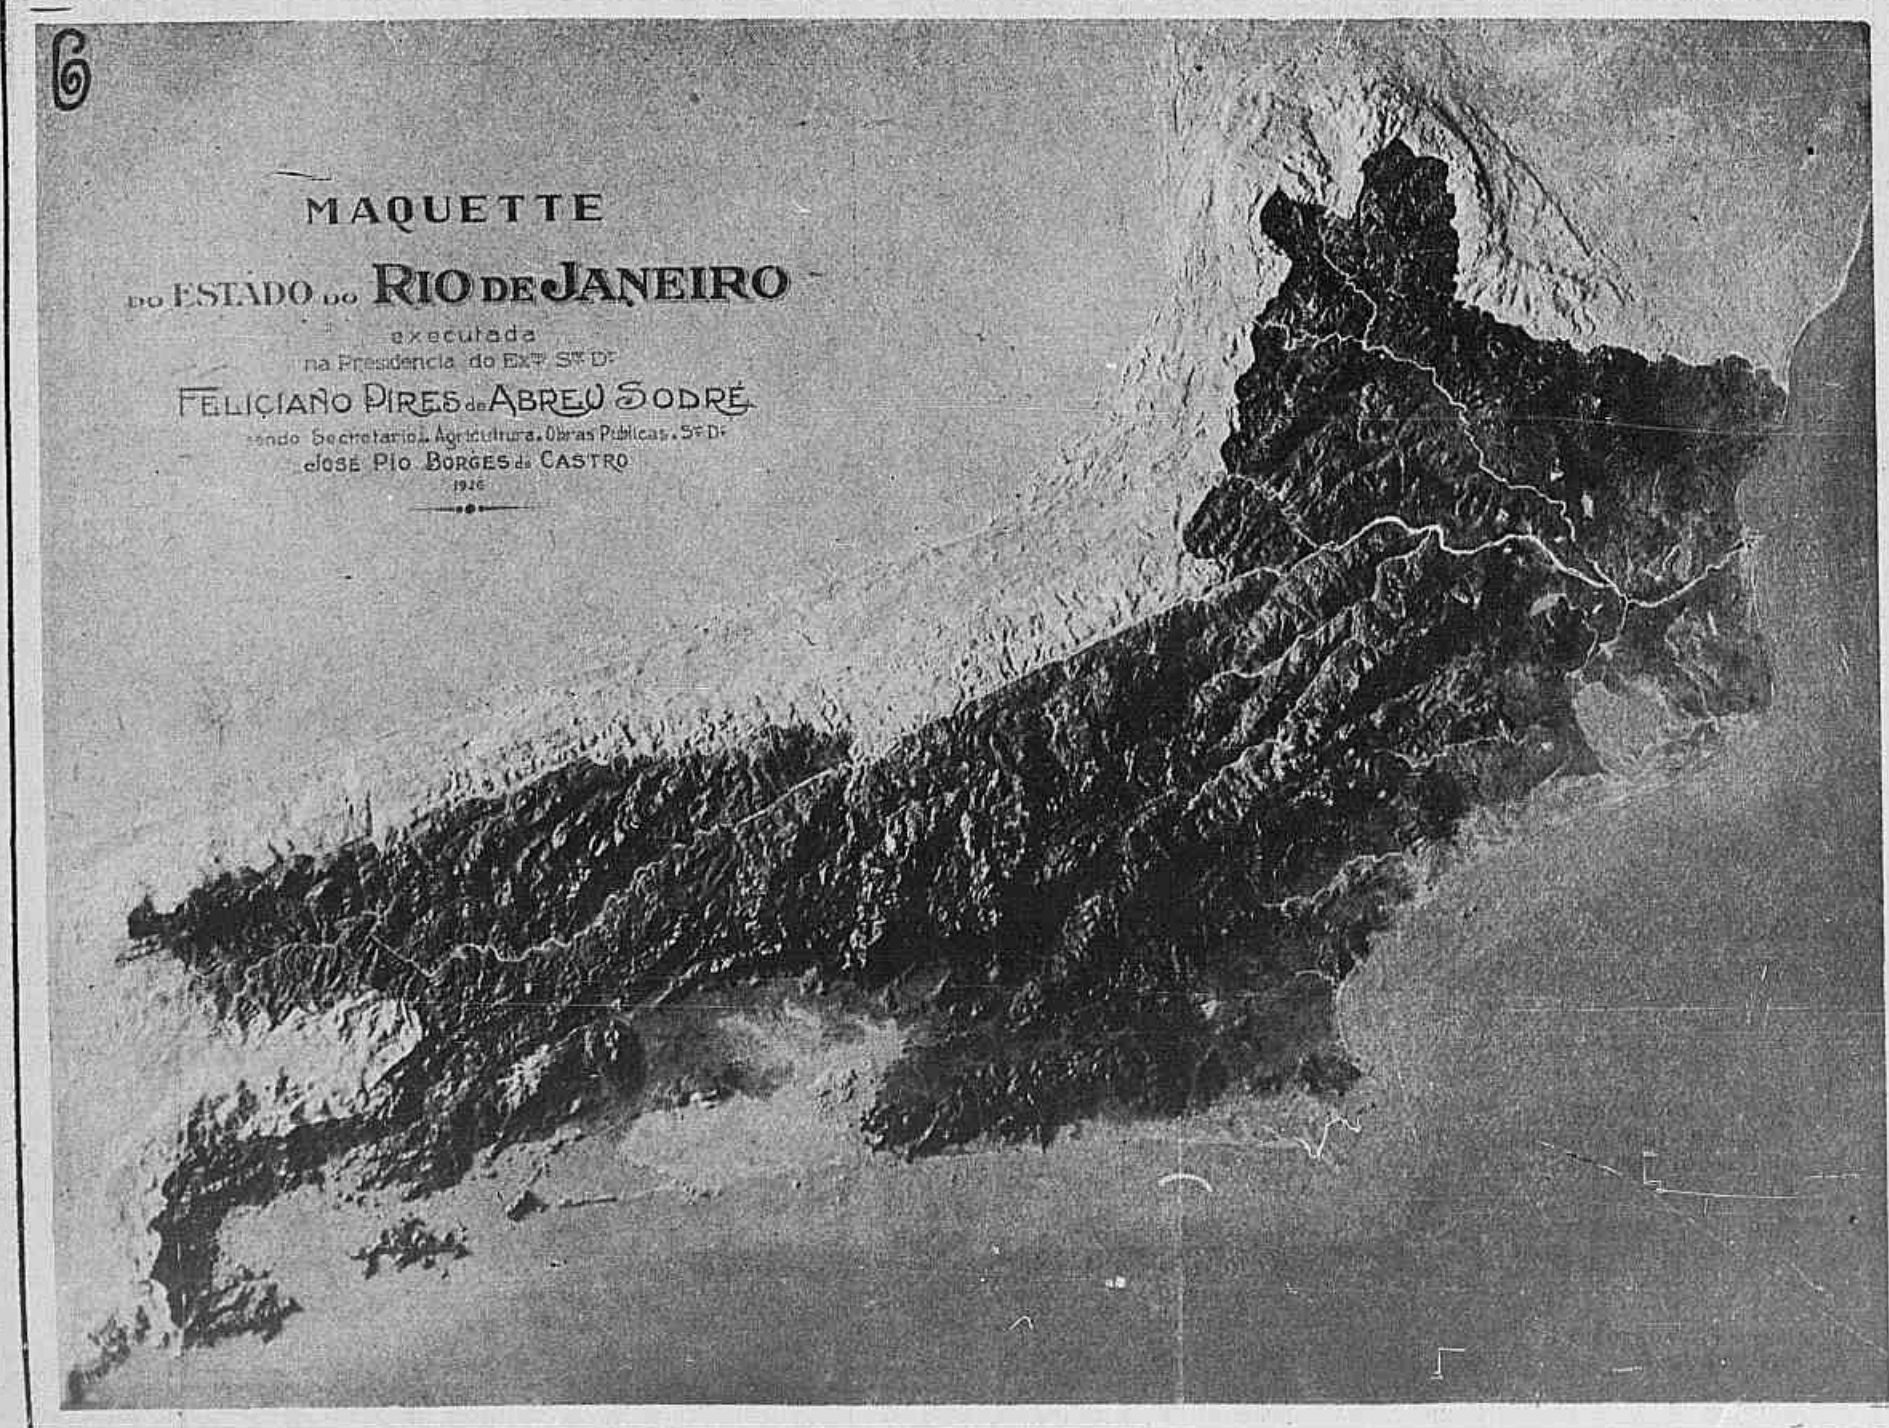 6
MAQUETTE
DO ESTADO DO RIO DE JANEIRO
executada
na Presidencia do Exmo Snr Dr
FELICIANO PIRES de ABREU SODRÉ
sendo Secretario Agricultura. Obras Publicas. Snr Dr
JOSÉ PIO BORGES de CASTRO
1926